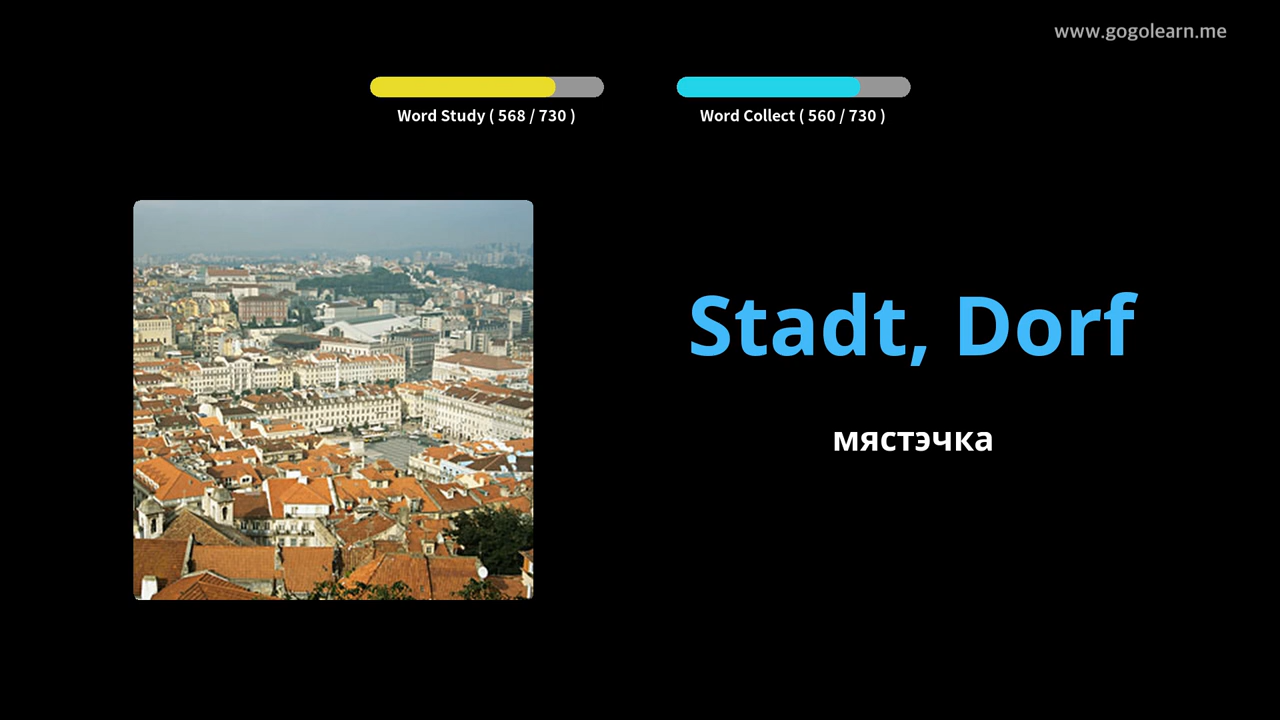 www.gogolearn.me
Word Study ( 568 / 730 )
Word Collect ( 560 / 730 )
Stadt, Dorf
мястэчка